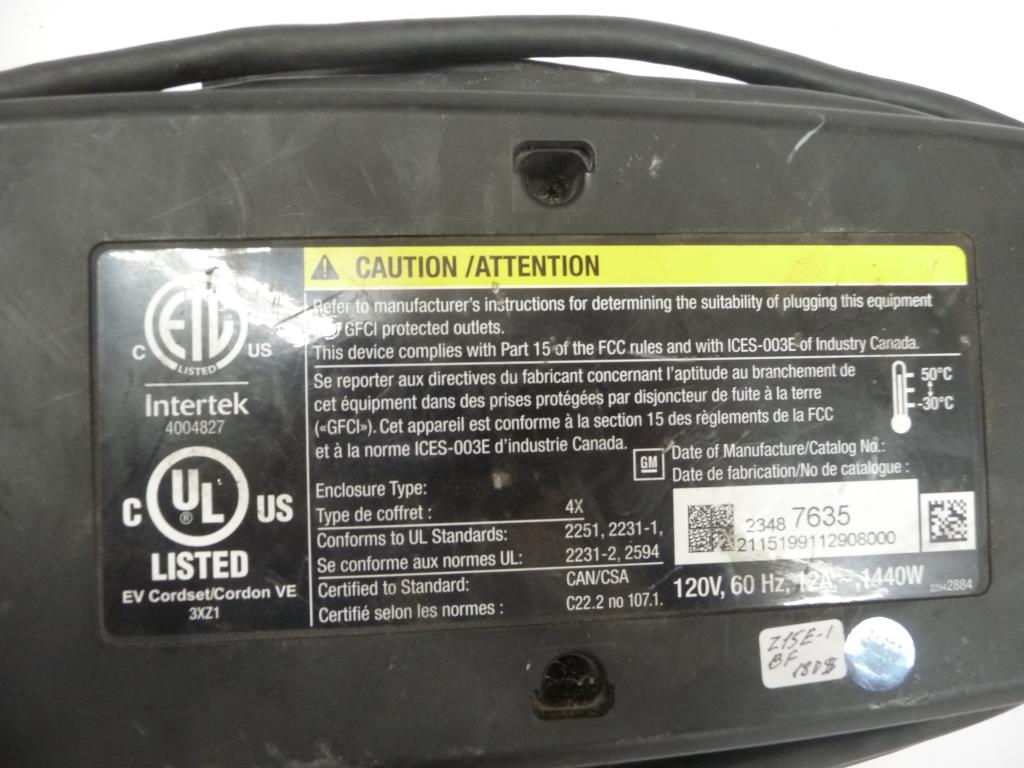 CAUTION /ATTENTION
Refer to manufacturer's instructions for determining the suitability of plugging this equipment
GFCI protected outlets.
This device complies with Part 15 of the FCC rules and with ICES-003E of Industry Canada.
Se reporter aux directives du fabricant concernant l'aptitude au branchement de
cet équipement dans des prises protégées par disjoncteur de fuite à la terre
(«GFCI»). Cet appareil est conforme à la section 15 des règlements de la FCC
et à la norme ICES-003E d'industrie Canada.
50°C
-30°C
C ETL US
LISTED
Intertek
4004827
C UL US
®
LISTED
EV Cordset/Cordon VE
3XZ1
Enclosure Type:
Type de coffret : 4X
Conforms to UL Standards: 2251, 2231-1,
Se conforme aux normes UL: 2231-2, 2594
Certified to Standard: CAN/CSA
Certifié selon les normes : C22.2 no 107.1.
GM
Date of Manufacture/Catalog No.:
Date de fabrication/No de catalogue :
2348 7635
2115199112908000
120V, 60 Hz, 12A~, 1440W
22942884
Z15E-1
BF
180$